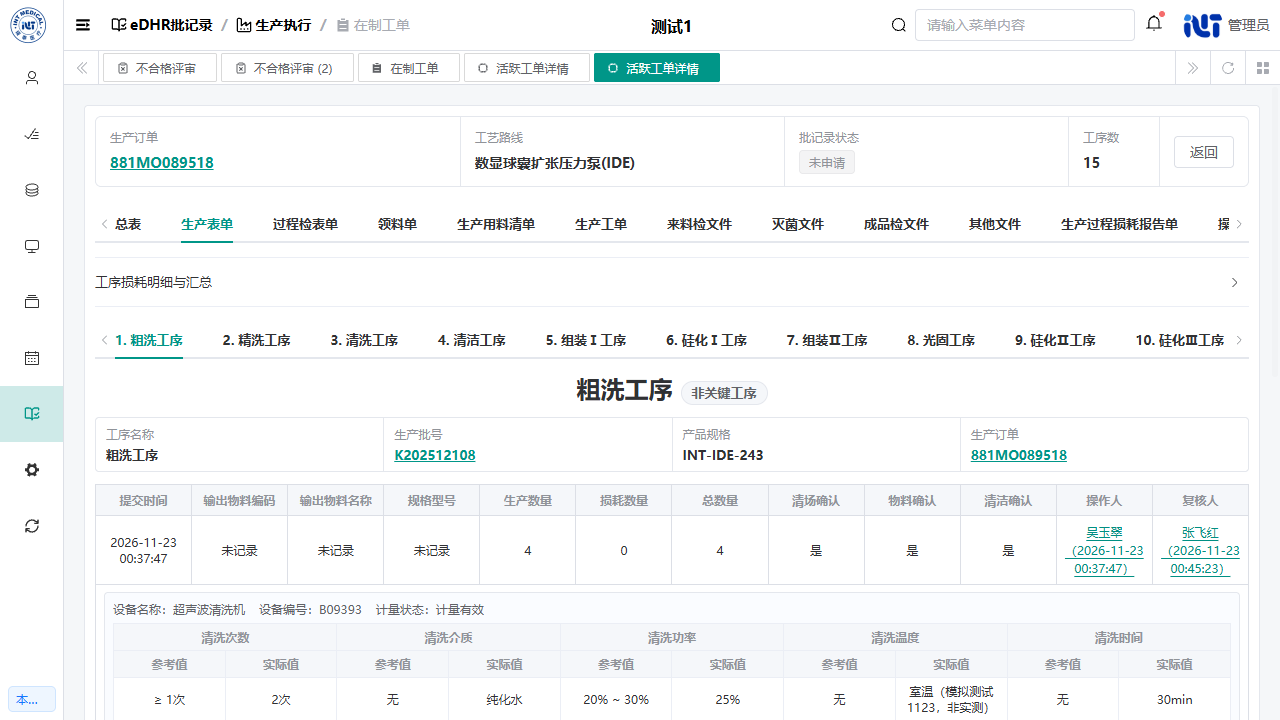 eDHR批记录 / 生产执行 / 在制工单
测试1
请输入菜单内容
管理员
不合格评审
不合格评审 (2)
在制工单
活跃工单详情
活跃工单详情
生产订单
881MO089518
工艺路线
数显球囊扩张压力泵(IDE)
批记录状态
未申请
工序数
15
返回
总表
生产表单
过程检表单
领料单
生产用料清单
生产工单
来料检文件
灭菌文件
成品检文件
其他文件
生产过程损耗报告单
操
工序损耗明细与汇总
1. 粗洗工序
2. 精洗工序
3. 清洗工序
4. 清洁工序
5. 组装Ⅰ工序
6. 硅化Ⅰ工序
7. 组装Ⅱ工序
8. 光固工序
9. 硅化Ⅱ工序
10. 硅化Ⅲ工序
粗洗工序 非关键工序
工序名称
粗洗工序
生产批号
K202512108
产品规格
INT-IDE-243
生产订单
881MO089518
提交时间 输出物料编码 输出物料名称 规格型号 生产数量 损耗数量 总数量 清场确认 物料确认 清洁确认 操作人 复核人
2026-11-23 00:37:47 未记录 未记录 未记录 4 0 4 是 是 是 吴玉翠（2026-11-23 00:37:47） 张飞红（2026-11-23 00:45:23）
设备名称：超声波清洗机 设备编号：B09393 计量状态：计量有效
清洗次数 清洗介质 清洗功率 清洗温度 清洗时间
参考值 实际值 参考值 实际值 参考值 实际值 参考值 实际值 参考值 实际值
≥ 1次 2次 无 纯化水 20% ~ 30% 25% 无 室温（模拟测试1123，非实测） 无 30min
本...